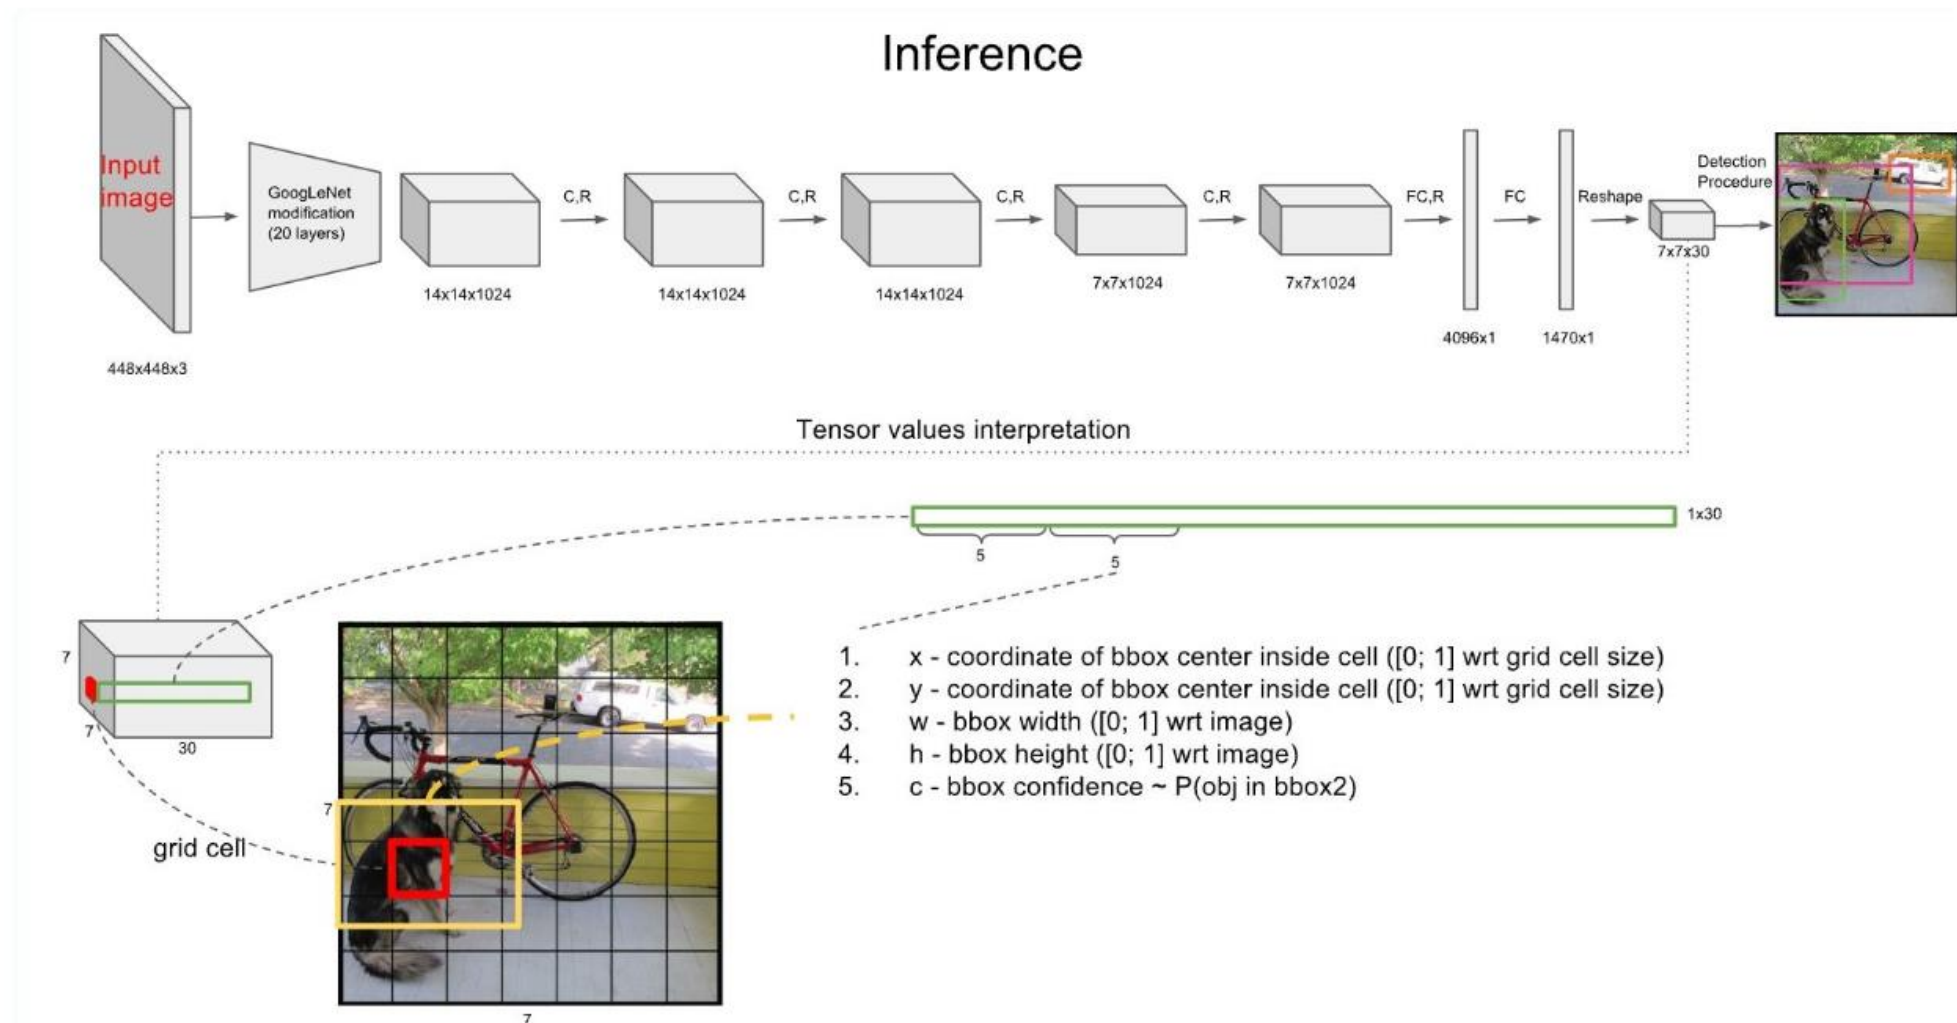 Inference
Input
image
448x448x3
GoogLeNet
modification
(20 layers)
14x14x1024
C,R
14x14x1024
C,R
14x14x1024
C,R
7x7x1024
C,R
7x7x1024
FC,R
4096x1
FC
1470x1
Reshape
7x7x30
Detection
Procedure
Tensor values interpretation
1x30
5
5
7
7
30
grid cell
7
7
1. x - coordinate of bbox center inside cell ([0; 1] wrt grid cell size)
2. y - coordinate of bbox center inside cell ([0; 1] wrt grid cell size)
3. w - bbox width ([0; 1] wrt image)
4. h - bbox height ([0; 1] wrt image)
5. c - bbox confidence ~ P(obj in bbox2)